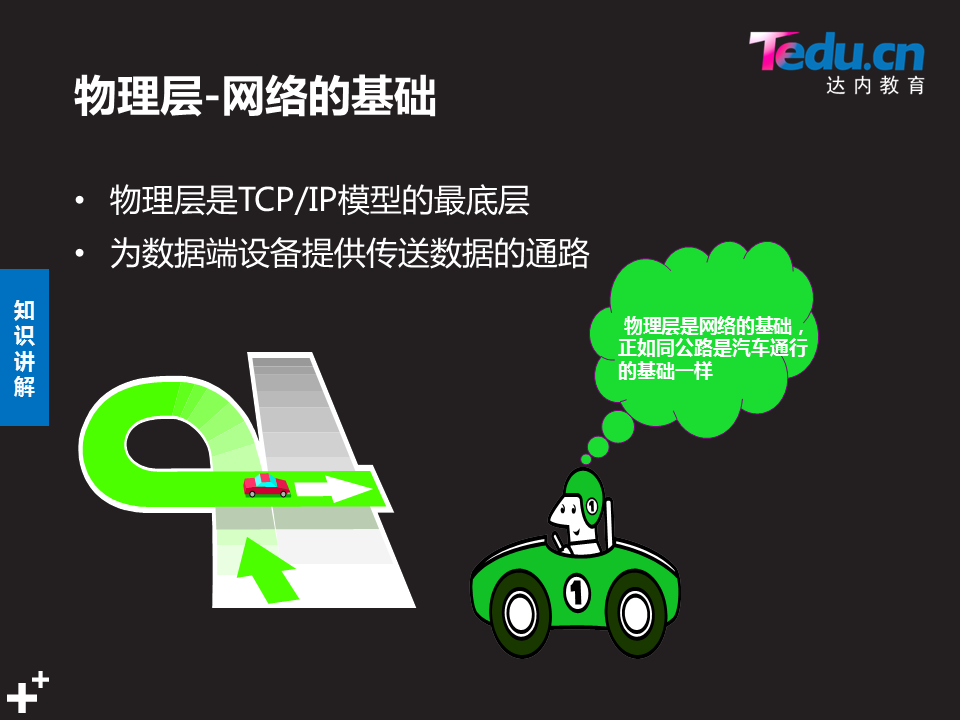 Tedu.cn
达内教育
物理层-网络的基础
• 物理层是TCP/IP模型的最底层
• 为数据端设备提供传送数据的通路
知
识
讲
解
物理层是网络的基础，
正如同公路是汽车通行
的基础一样
1
1